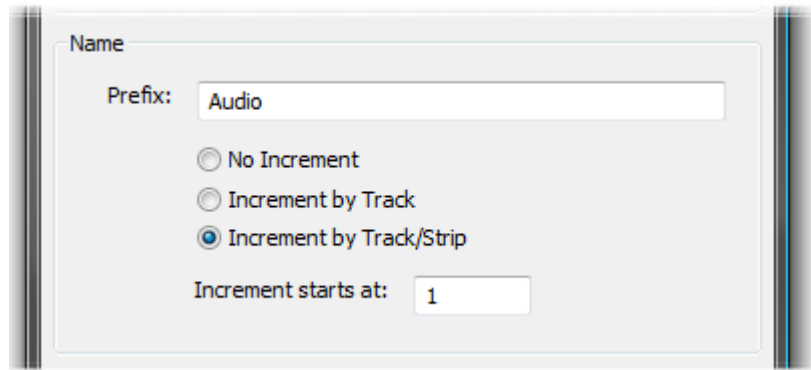 Name
Prefix: Audio
No Increment
Increment by Track
Increment by Track/Strip
Increment starts at: 1